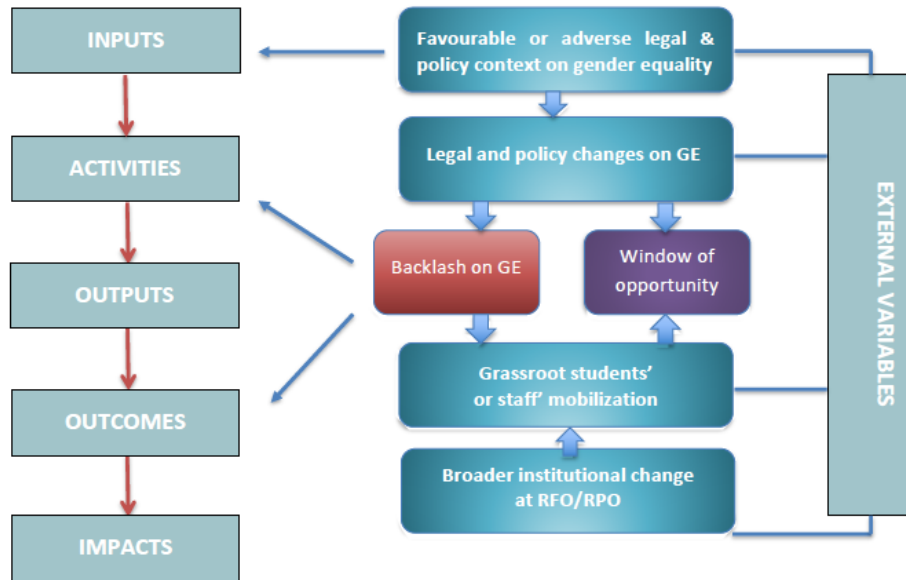 INPUTS
ACTIVITIES
OUTPUTS
OUTCOMES
IMPACTS
Favourable or adverse legal &
policy context on gender equality
Legal and policy changes on GE
Backlash on GE
Window of
opportunity
Grassroot students’
or staff’ mobilization
Broader institutional change
at RFO/RPO
EXTERNAL VARIABLES